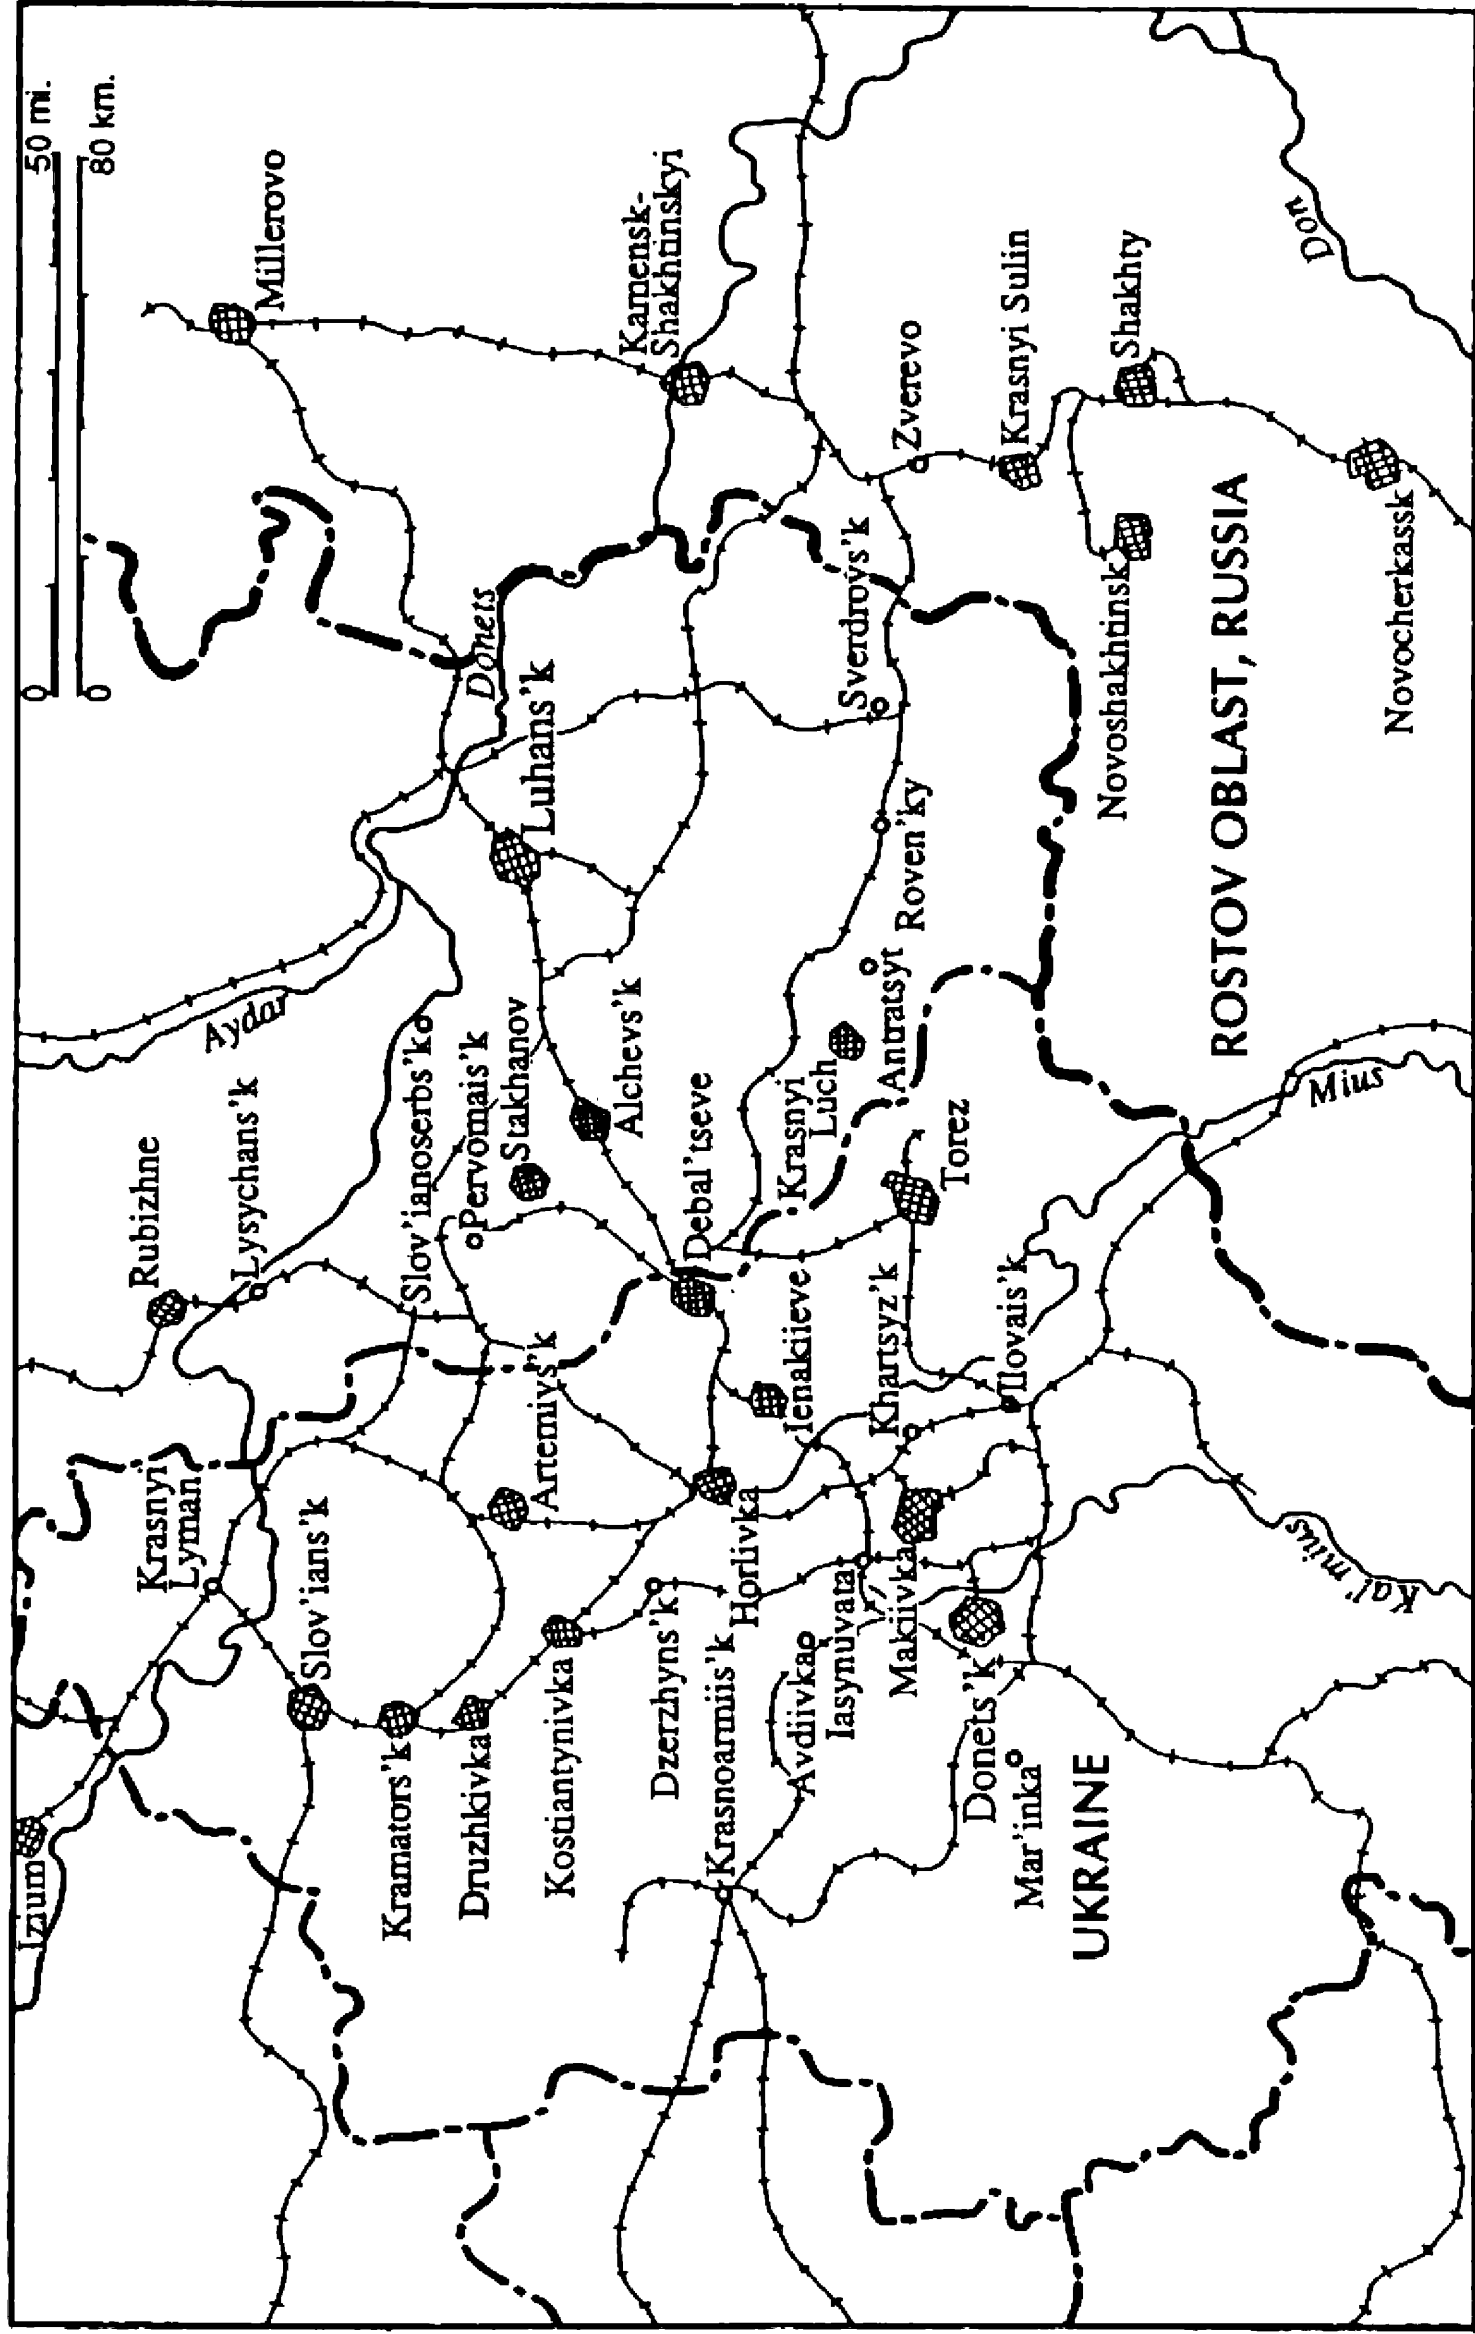 0 50 mi.
0 80 km.
Izium
Krasnyi
Lyman
Rubizhne
Lysychans'k
Aydar
Millerovo
Slov'ians'k
Kramators'k
Druzhkivka
Kostiantynivka
Artemivs'k
Slov'ianoserbs'k
Pervomais'k
Stakhanov
Alchevs'k
Luhans'k
Donets
Kamensk-
Shakhtinskyi
Dzerzhyns'k
Horlivka
Debal'tseve
Krasnoarmiis'k
Avdiivka
Iasynuvata
Ienakiieve
Krasnyi
Luch
Antratsyt
Roven'ky
Sverdrovs'k
Zverevo
Makiivka
Khartsyz'k
Torez
Donets'k
Mar'inka
Ilovais'k
Krasnyi Sulin
Novoshakhtinsk
Shakhty
UKRAINE
Kal'mius
Mius
ROSTOV OBLAST, RUSSIA
Novocherkassk
Don